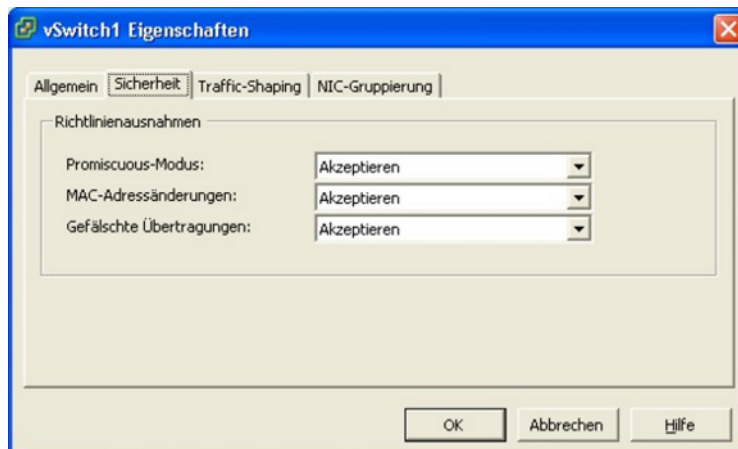 vSwitch1 Eigenschaften
Allgemein Sicherheit Traffic-Shaping NIC-Gruppierung
Richtlinienausnahmen
Promiscuous-Modus: Akzeptieren
MAC-Adressänderungen: Akzeptieren
Gefälschte Übertragungen: Akzeptieren
OK Abbrechen Hilfe